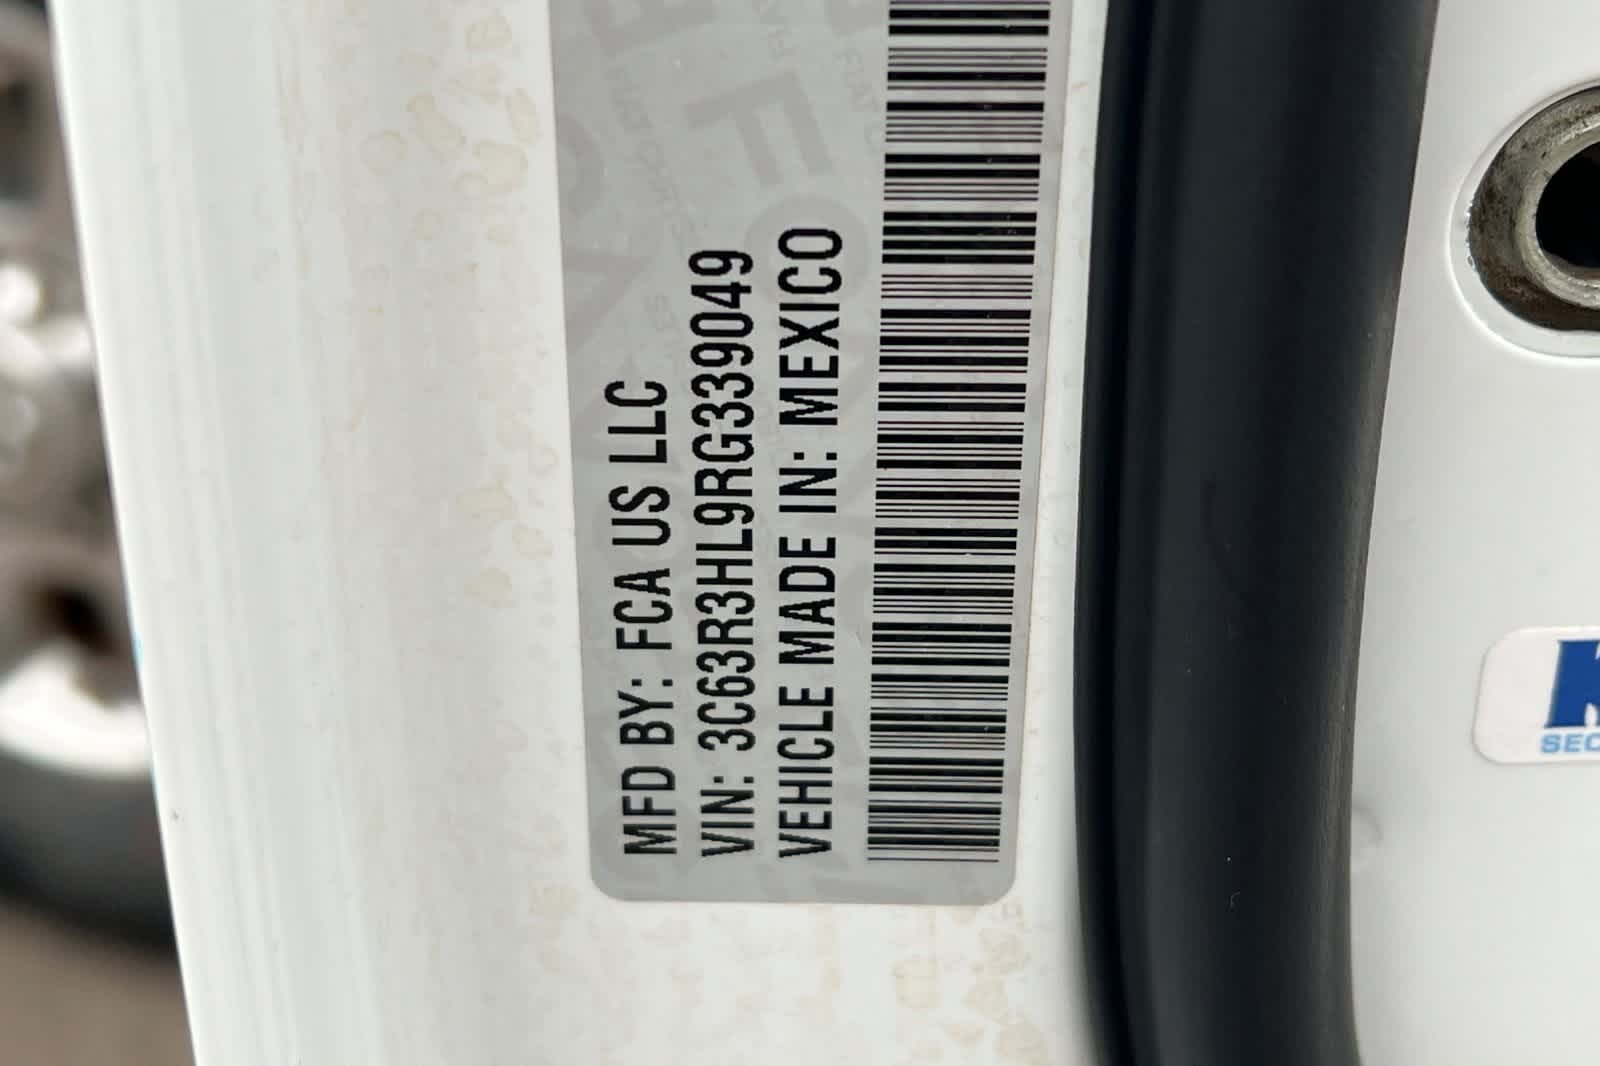 MFD BY: FCA US LLC
VIN: 3C63R3HL9RG339049
VEHICLE MADE IN: MEXICO